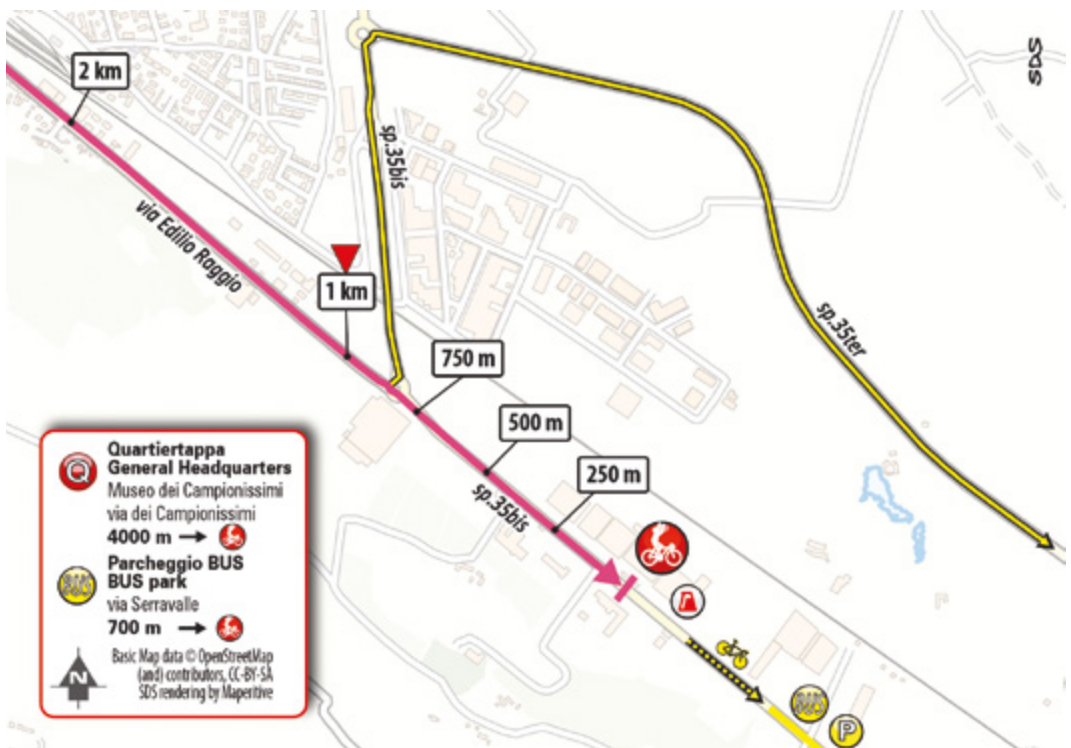 SDS
2 km
sp.35bis
via Edilio Raggio
1 km
sp.35ter
750 m
500 m
250 m
sp.35bis
Q
Quartiertappa
General Headquarters
Museo dei Campionissimi
via dei Campionissimi
4000 m
BUS
Parcheggio BUS
BUS park
via Serravalle
700 m
N
Basic Map data © OpenStreetMap
(and) contributors, CC-BY-SA
SDS rendering by Maperitive
BUS
P